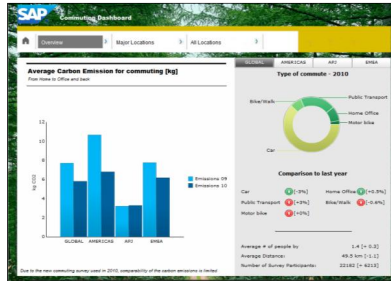 SAP Commuting Dashboard
Overview Major Locations All Locations
Average Carbon Emission for commuting [kg]
From Home to Office and back
GLOBAL AMERICAS APJ EMEA
Type of commute - 2010
Bike/Walk
Public Transport
Home Office
Motor bike
Car
12
10
8
6
4
2
0
kg CO2
GLOBAL AMERICAS APJ EMEA
Emissions 09
Emissions 10
Comparison to last year
Car [-3%] Home Office [+0.5%]
Public Transport [+3%] Bike/Walk [-0.6%]
Motor bike [+0%]
Average # of people by 1.4 [+ 0.3]
Average Distance: 49.5 km [-1.1]
Number of Survey Participants: 22182 [+ 6213]
Due to the new commuting survey used in 2010, comparability of the carbon emissions is limited